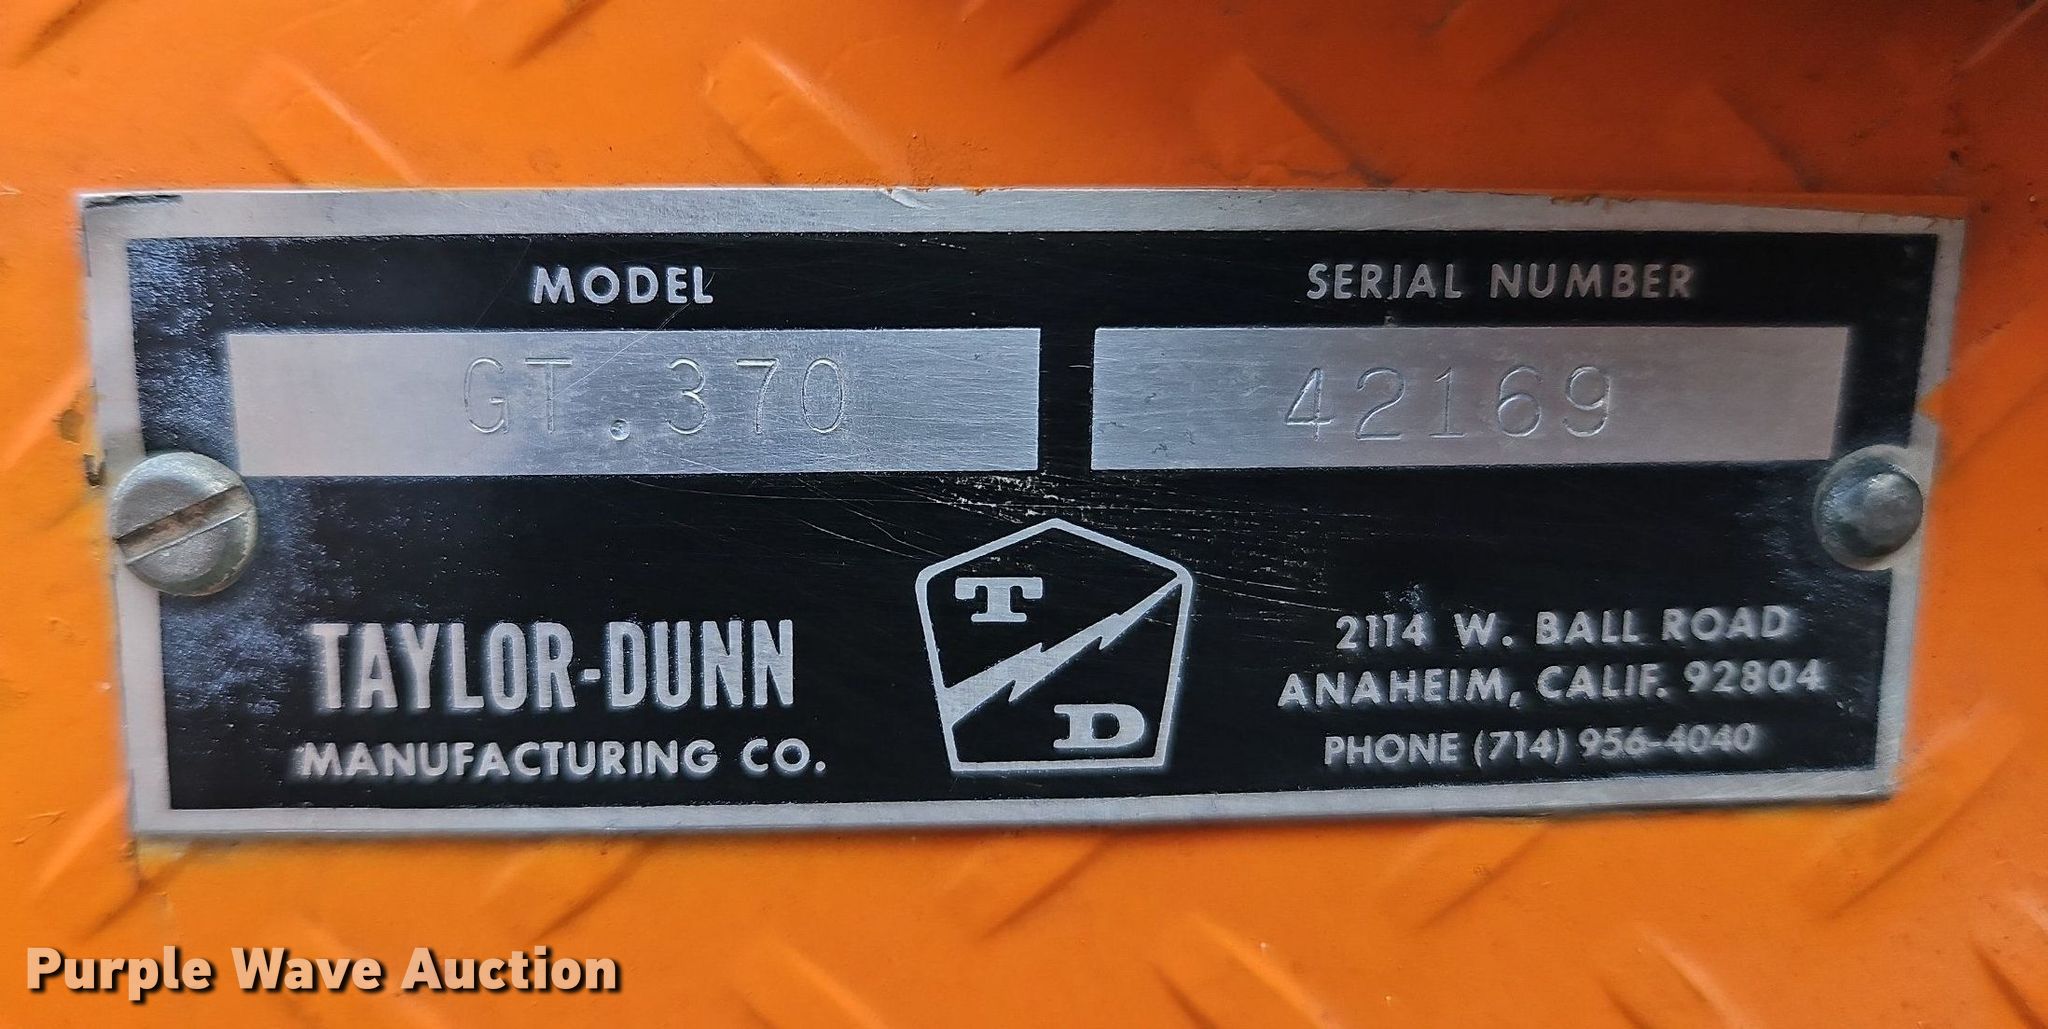 MODEL
SERIAL NUMBER
GT.370
42169
TAYLOR-DUNN
MANUFACTURING CO.
T
D
2114 W. BALL ROAD
ANAHEIM, CALIF. 92804
PHONE (714) 956-4040
Purple Wave Auction